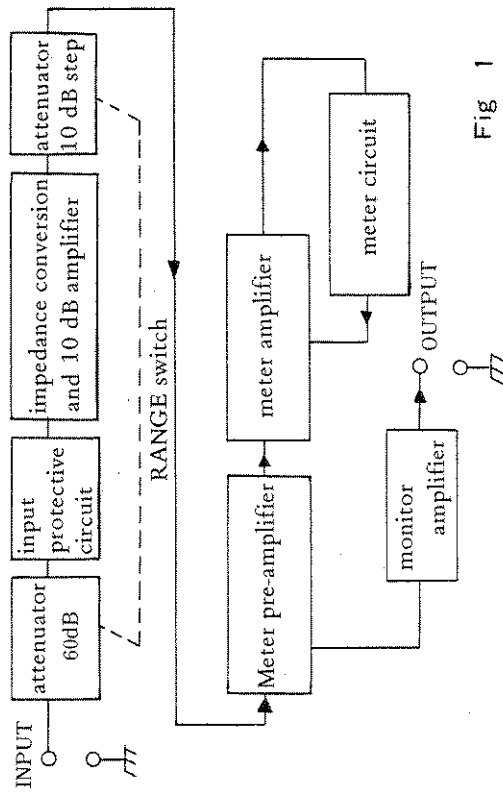 INPUT
attenuator
60dB
input
protective
circuit
impedance conversion
and 10 dB amplifier
attenuator
10 dB step
RANGE switch
Meter pre-amplifier
meter amplifier
meter circuit
monitor
amplifier
OUTPUT
Fig 1